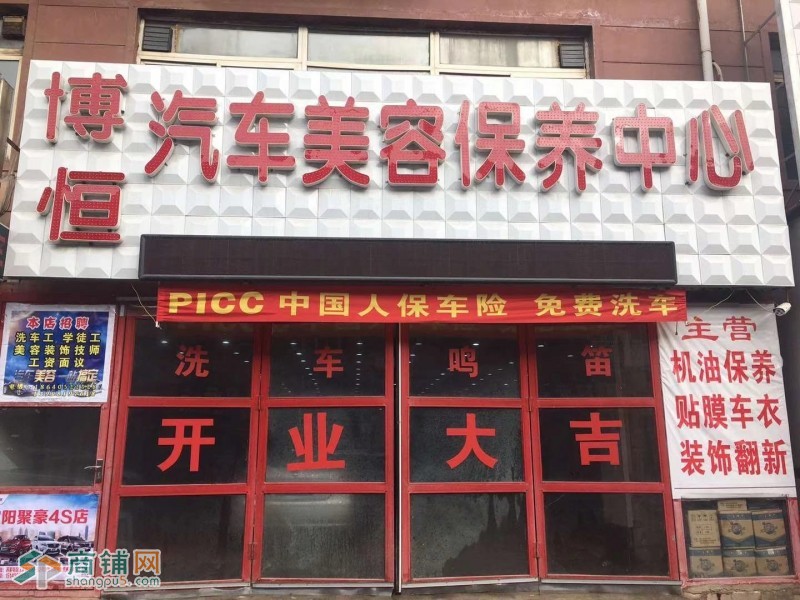 博恒
汽车美容保养中心
PICC 中国人保车险 免费洗车
本店招聘
洗车工 学徒工
美容装饰技师
工资面议
洗车鸣笛
开业大吉
主营
机油保养
贴膜车衣
装饰翻新
阳聚豪4S店
商铺网
shangpu5.com